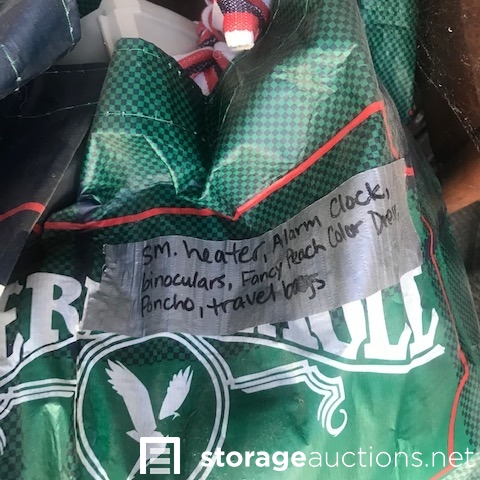 sm. heater, Alarm clock,
binoculars, Fancy Peach Color Dress,
Poncho, travel bags
storageauctions.net